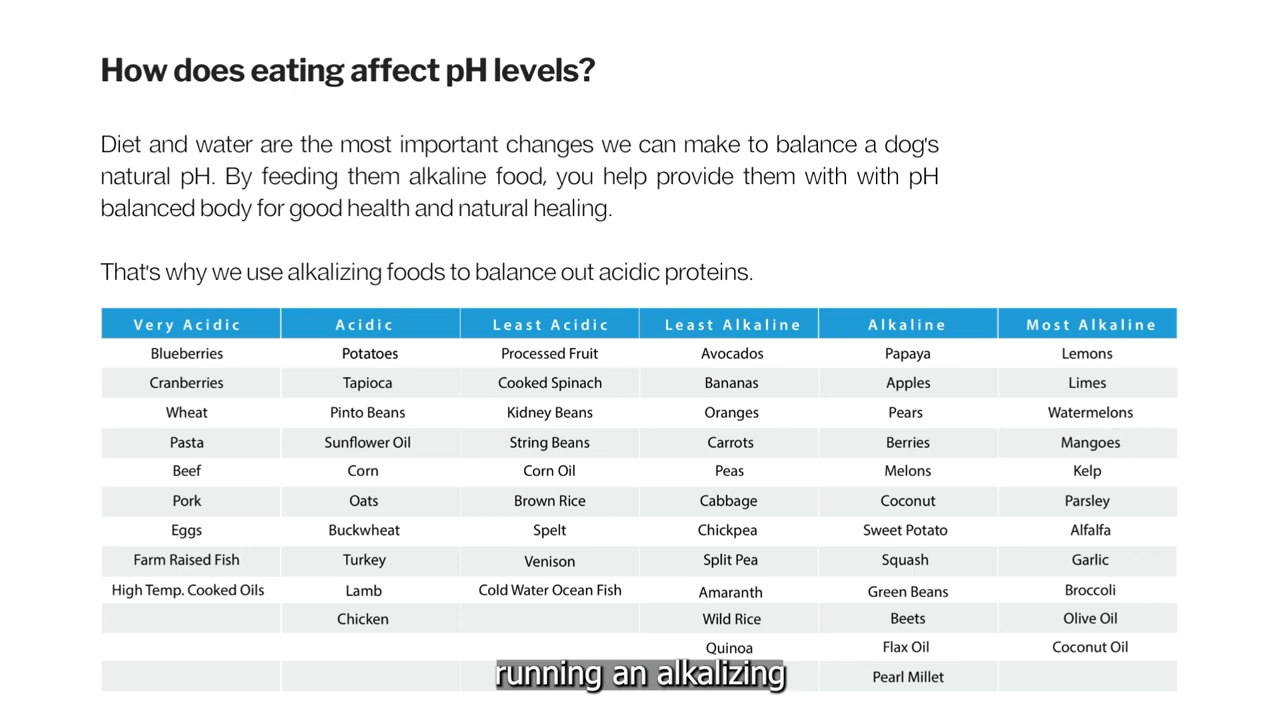 How does eating affect pH levels?
Diet and water are the most important changes we can make to balance a dog's
natural pH. By feeding them alkaline food, you help provide them with with pH
balanced body for good health and natural healing.
That's why we use alkalizing foods to balance out acidic proteins.
Very Acidic Acidic Least Acidic Least Alkaline Alkaline Most Alkaline
Blueberries Potatoes Processed Fruit Avocados Papaya Lemons
Cranberries Tapioca Cooked Spinach Bananas Apples Limes
Wheat Pinto Beans Kidney Beans Oranges Pears Watermelons
Pasta Sunflower Oil String Beans Carrots Berries Mangoes
Beef Corn Corn Oil Peas Melons Kelp
Pork Oats Brown Rice Cabbage Coconut Parsley
Eggs Buckwheat Spelt Chickpea Sweet Potato Alfalfa
Farm Raised Fish Turkey Venison Split Pea Squash Garlic
High Temp. Cooked Oils Lamb Cold Water Ocean Fish Amaranth Green Beans Broccoli
Chicken Wild Rice Beets Olive Oil
Quinoa Flax Oil Coconut Oil
Pearl Millet
running an alkalizing